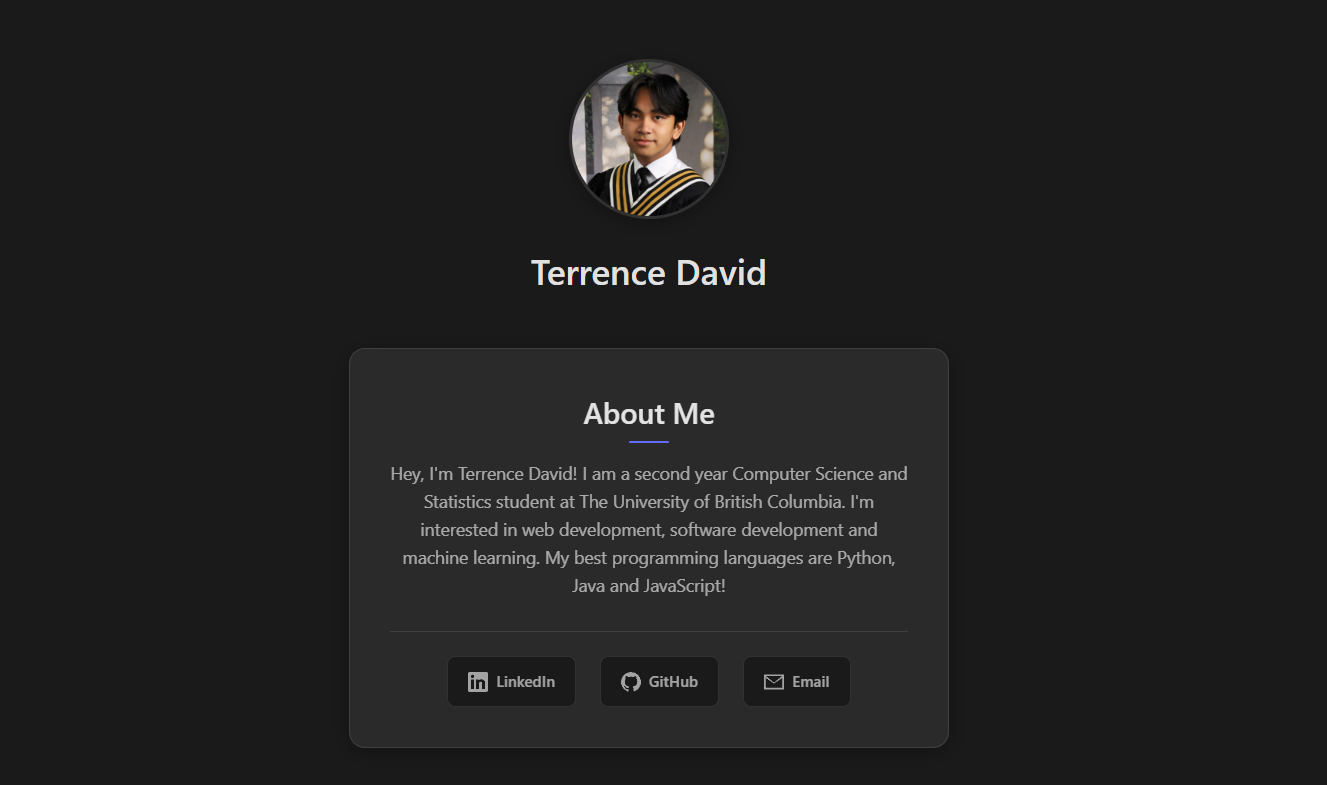 Terrence David
About Me
Hey, I'm Terrence David! I am a second year Computer Science and
Statistics student at The University of British Columbia. I'm
interested in web development, software development and
machine learning. My best programming languages are Python,
Java and JavaScript!
LinkedIn
GitHub
Email